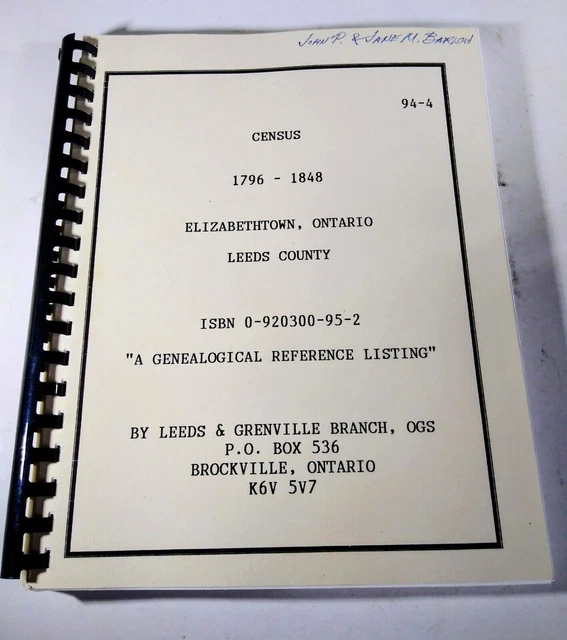 John P. & Jane M. Barlow
94-4
CENSUS
1796 - 1848
ELIZABETHTOWN, ONTARIO
LEEDS COUNTY
ISBN 0-920300-95-2
"A GENEALOGICAL REFERENCE LISTING"
BY LEEDS & GRENVILLE BRANCH, OGS
P.O. BOX 536
BROCKVILLE, ONTARIO
K6V 5V7